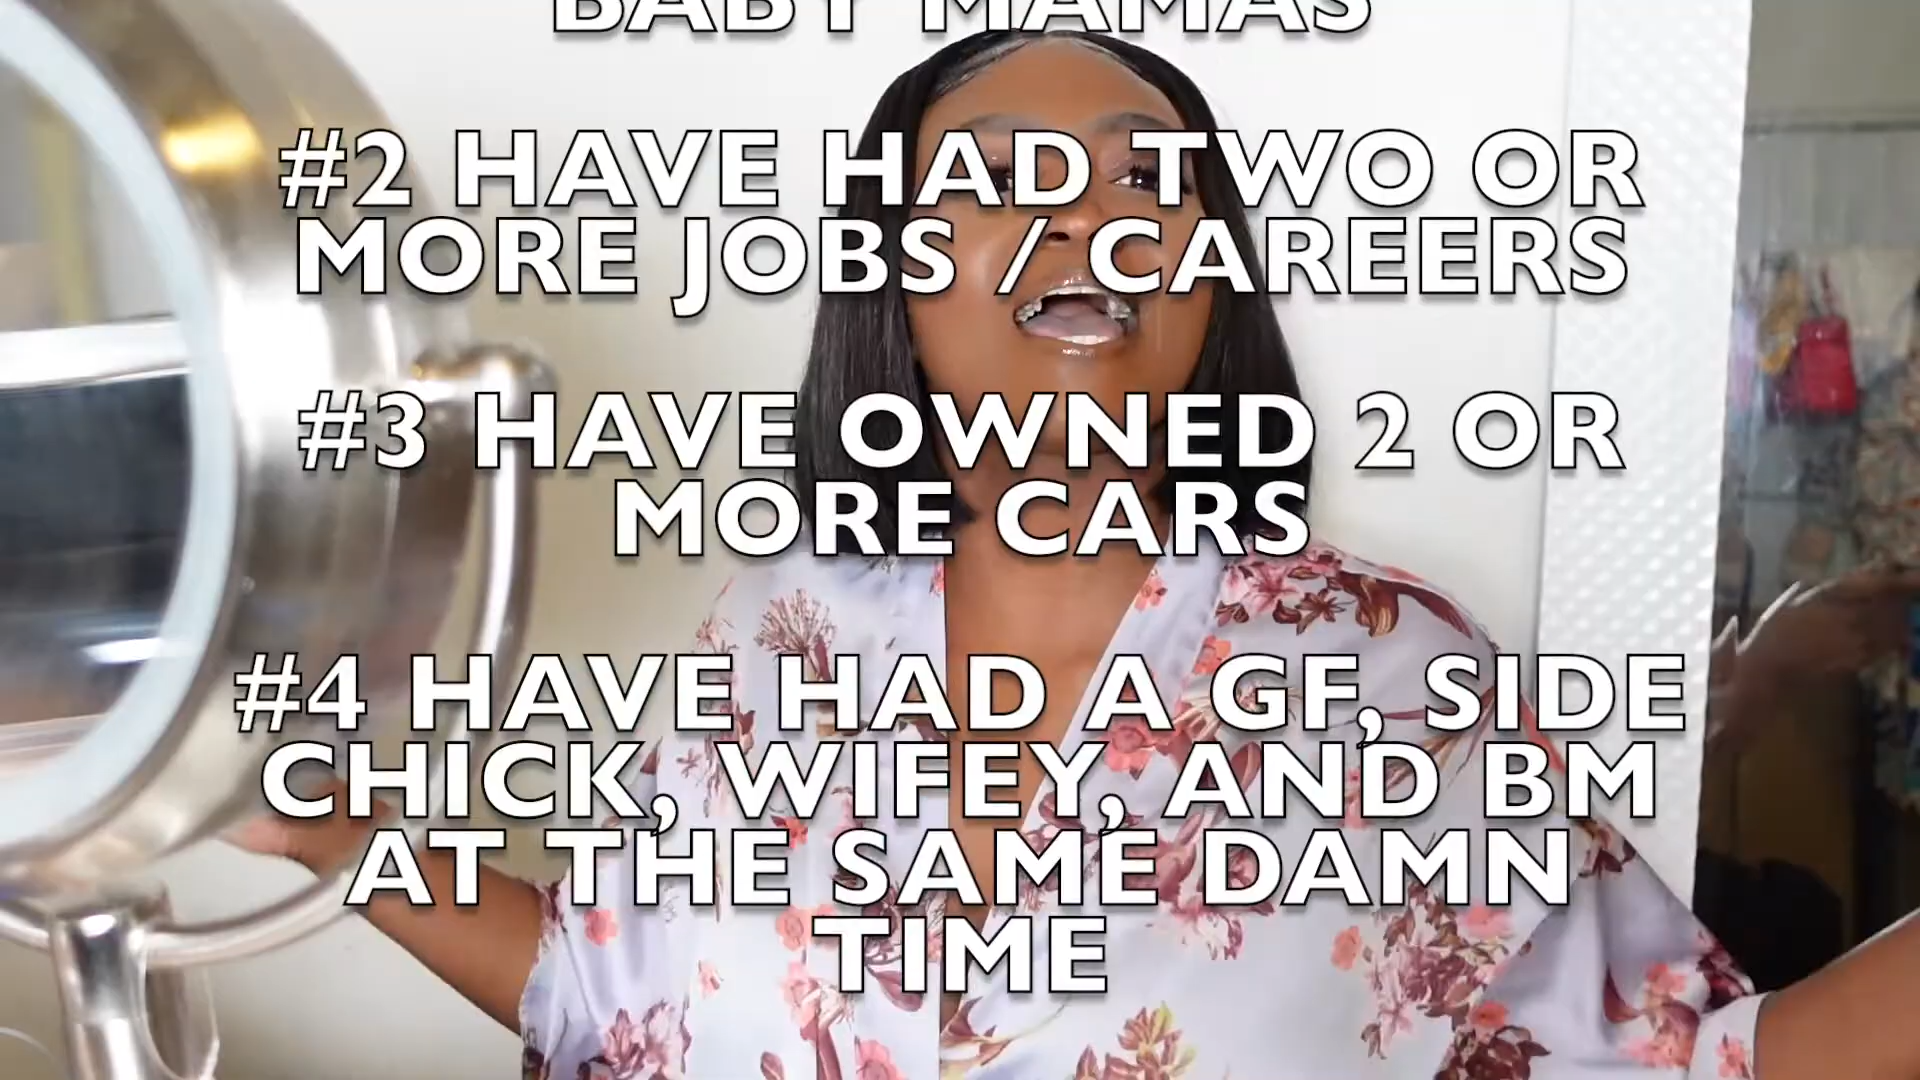 BABY MAMAS
#2 HAVE HAD TWO OR
MORE JOBS / CAREERS
#3 HAVE OWNED 2 OR
MORE CARS
#4 HAVE HAD A GF, SIDE
CHICK, WIFEY, AND BM
AT THE SAME DAMN
TIME